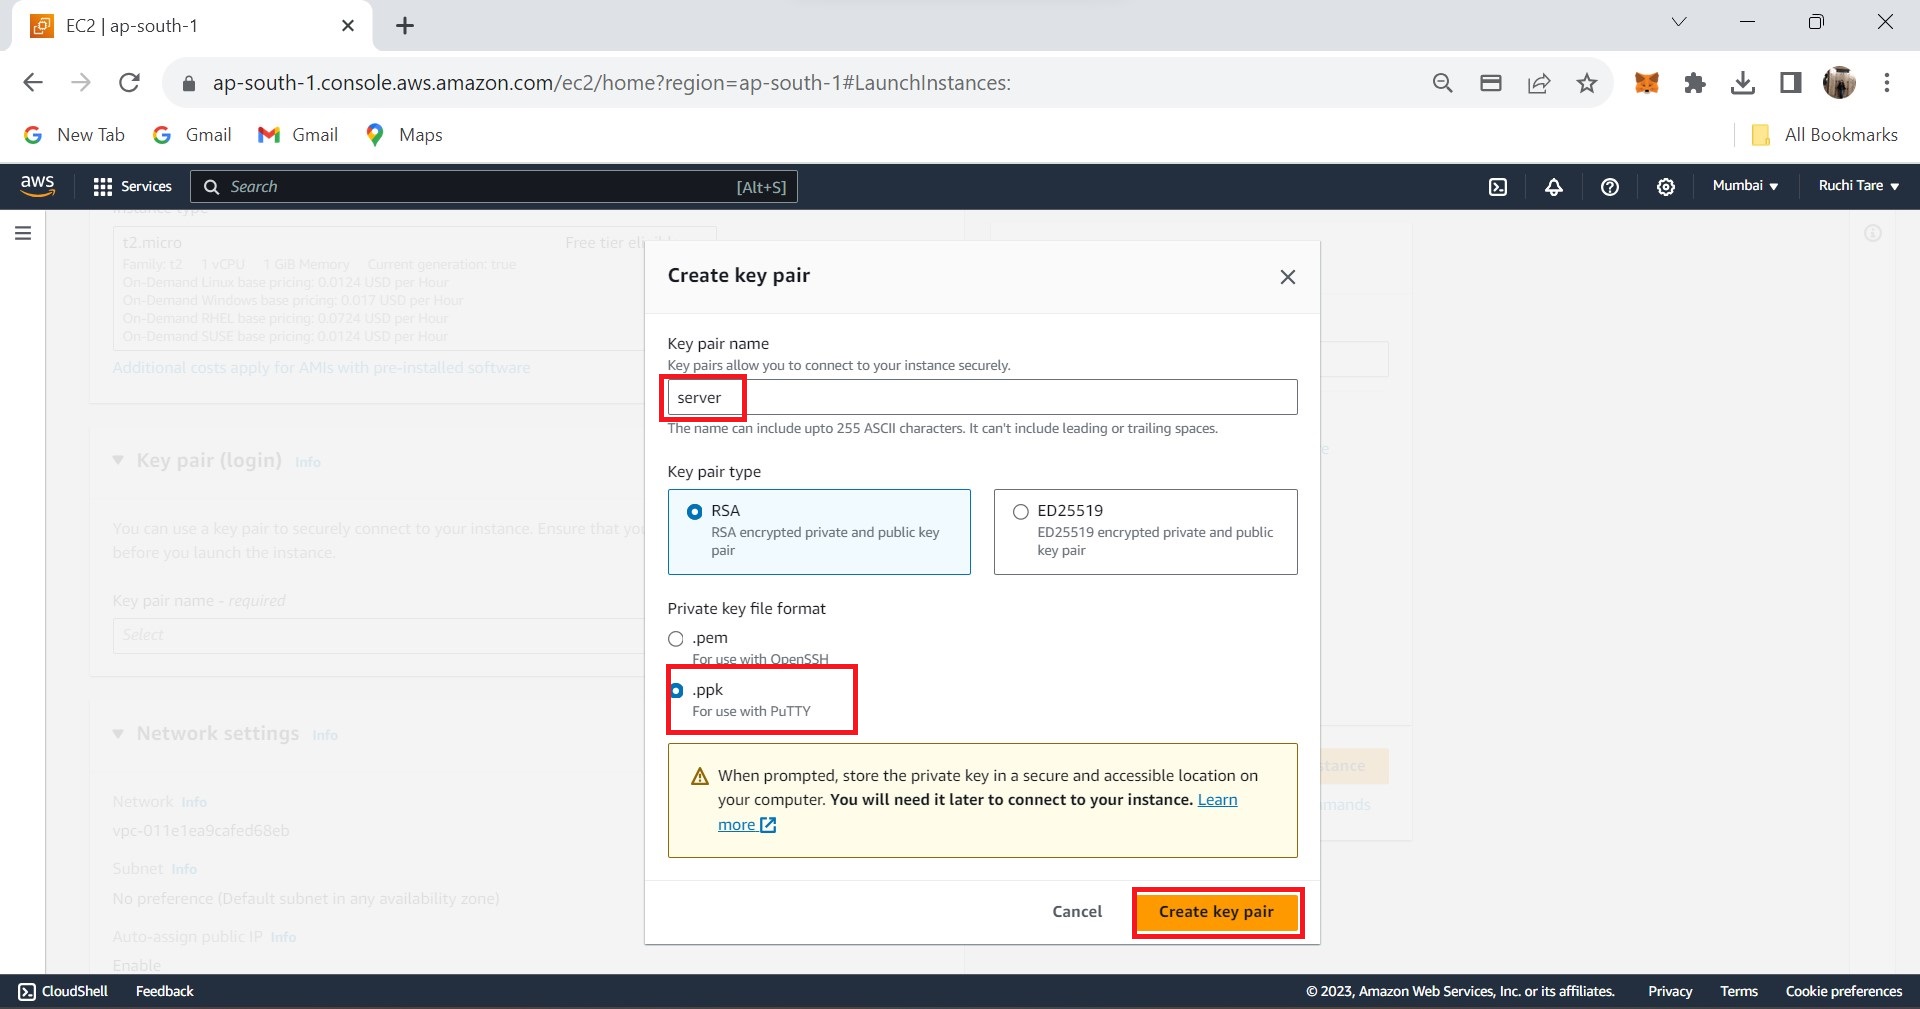 EC2 | ap-south-1
ap-south-1.console.aws.amazon.com/ec2/home?region=ap-south-1#LaunchInstances:
New Tab
Gmail
Gmail
Maps
All Bookmarks
aws
Services
Search
[Alt+S]
Mumbai
Ruchi Tare
Instance type
t2.micro
Free tier
Family: t2 1 vCPU 1 GiB Memory Current generation: true
On-Demand Linux base pricing: 0.0124 USD per Hour
On-Demand Windows base pricing: 0.017 USD per Hour
On-Demand RHEL base pricing: 0.0724 USD per Hour
On-Demand SUSE base pricing: 0.0124 USD per Hour
Additional costs apply for AMIs with pre-installed software
Key pair (login) Info
You can use a key pair to securely connect to your instance. Ensure that you
before you launch the instance.
Key pair name - required
Select
Network settings Info
Network Info
vpc-011e1ea9cafed68eb
Subnet Info
No preference (Default subnet in any availability zone)
Auto-assign public IP Info
Enable
Create key pair
Key pair name
Key pairs allow you to connect to your instance securely.
server
The name can include upto 255 ASCII characters. It can't include leading or trailing spaces.
Key pair type
RSA
RSA encrypted private and public key
pair
ED25519
ED25519 encrypted private and public
key pair
Private key file format
.pem
For use with OpenSSH
.ppk
For use with PuTTY
When prompted, store the private key in a secure and accessible location on
your computer. You will need it later to connect to your instance. Learn
more
Cancel
Create key pair
stance
mands
CloudShell
Feedback
© 2023, Amazon Web Services, Inc. or its affiliates.
Privacy
Terms
Cookie preferences